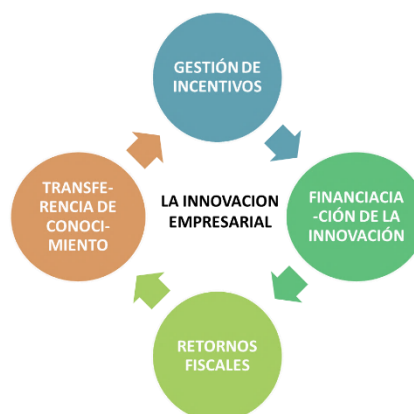 GESTIÓN DE
INCENTIVOS
TRANSFE-
RENCIA DE
CONOCI-
MIENTO
LA INNOVACION
EMPRESARIAL
FINANCIACIA
-CIÓN DE LA
INNOVACIÓN
RETORNOS
FISCALES